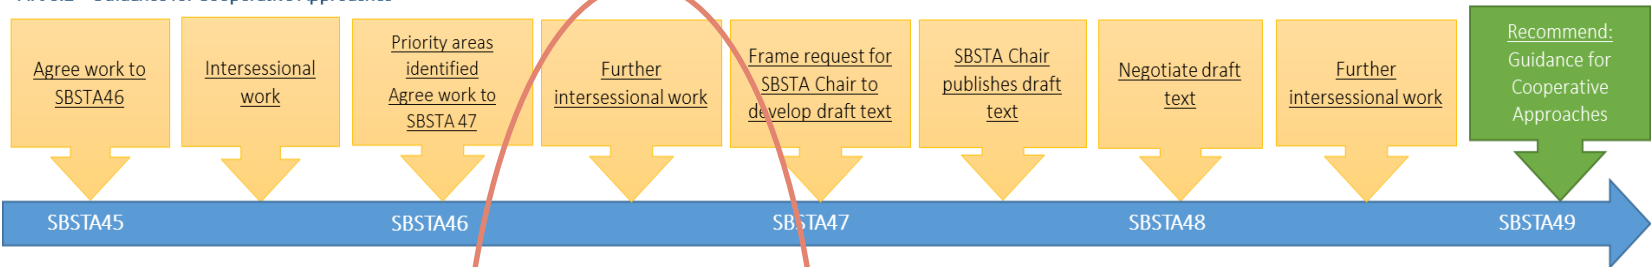 Agree work to
SBSTA46
Intersessional
work
Priority areas
identified
Agree work to
SBSTA 47
Further
intersessional work
Frame request for
SBSTA Chair to
develop draft text
SBSTA Chair
publishes draft
text
Negotiate draft
text
Further
intersessional work
Recommend:
Guidance for
Cooperative
Approaches
SBSTA45
SBSTA46
SBSTA47
SBSTA48
SBSTA49